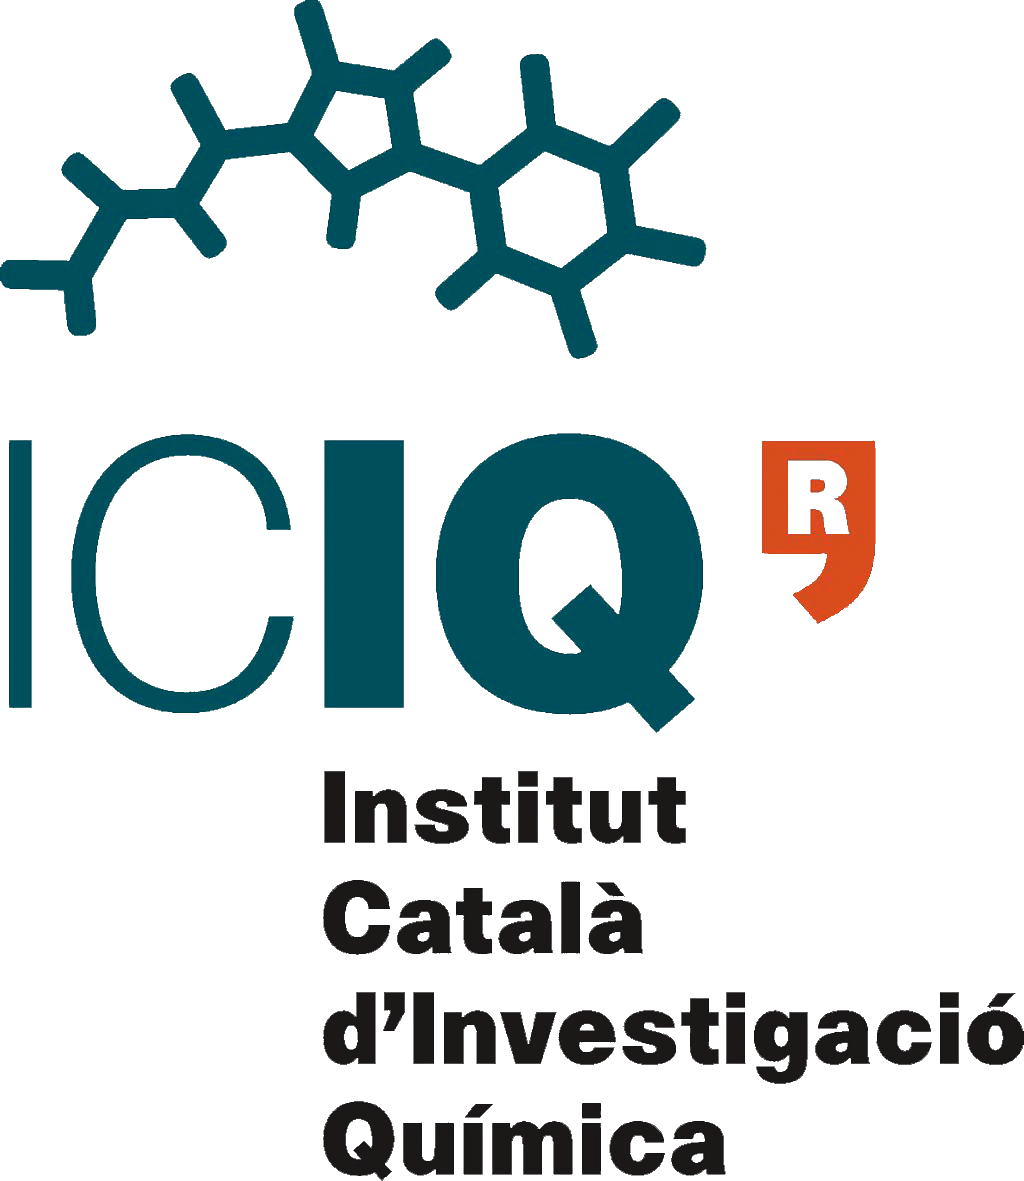 ICIQ R
Institut
Català
d’Investigació
Química